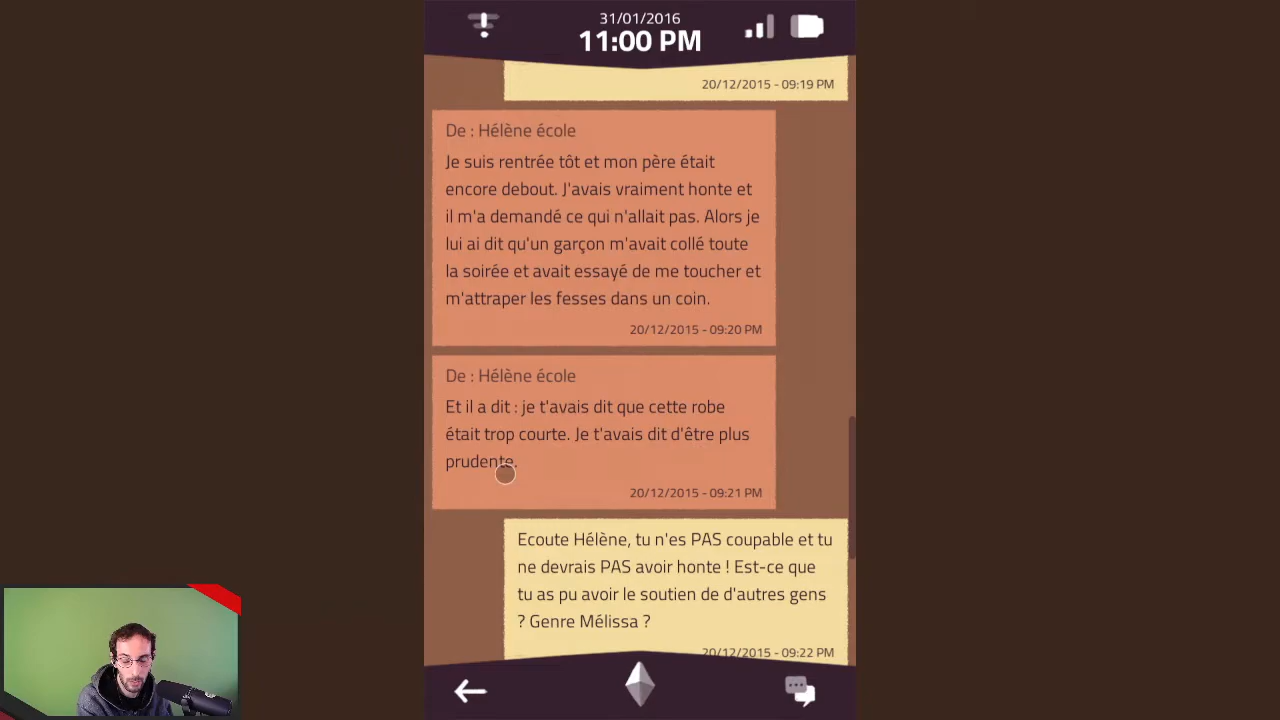 31/01/2016
11:00 PM
20/12/2015 - 09:19 PM
De : Hélène école
Je suis rentrée tôt et mon père était
encore debout. J'avais vraiment honte et
il m'a demandé ce qui n'allait pas. Alors je
lui ai dit qu'un garçon m'avait collé toute
la soirée et avait essayé de me toucher et
m'attraper les fesses dans un coin.
20/12/2015 - 09:20 PM
De : Hélène école
Et il a dit : je t'avais dit que cette robe
était trop courte. Je t'avais dit d'être plus
prudente.
20/12/2015 - 09:21 PM
Ecoute Hélène, tu n'es PAS coupable et tu
ne devrais PAS avoir honte ! Est-ce que
tu as pu avoir le soutien de d'autres gens
? Genre Mélissa ?
20/12/2015 - 09:22 PM